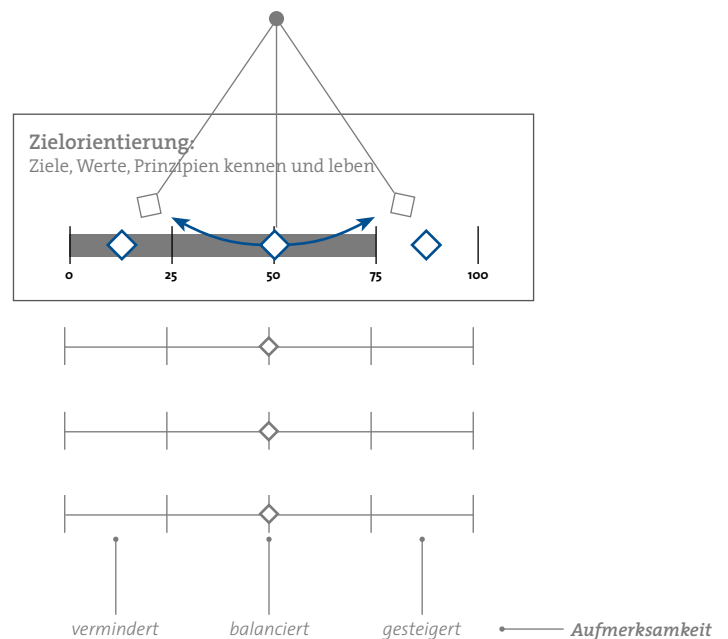 Zielorientierung:
Ziele, Werte, Prinzipien kennen und leben
0 25 50 75 100
vermindert balanciert gesteigert Aufmerksamkeit